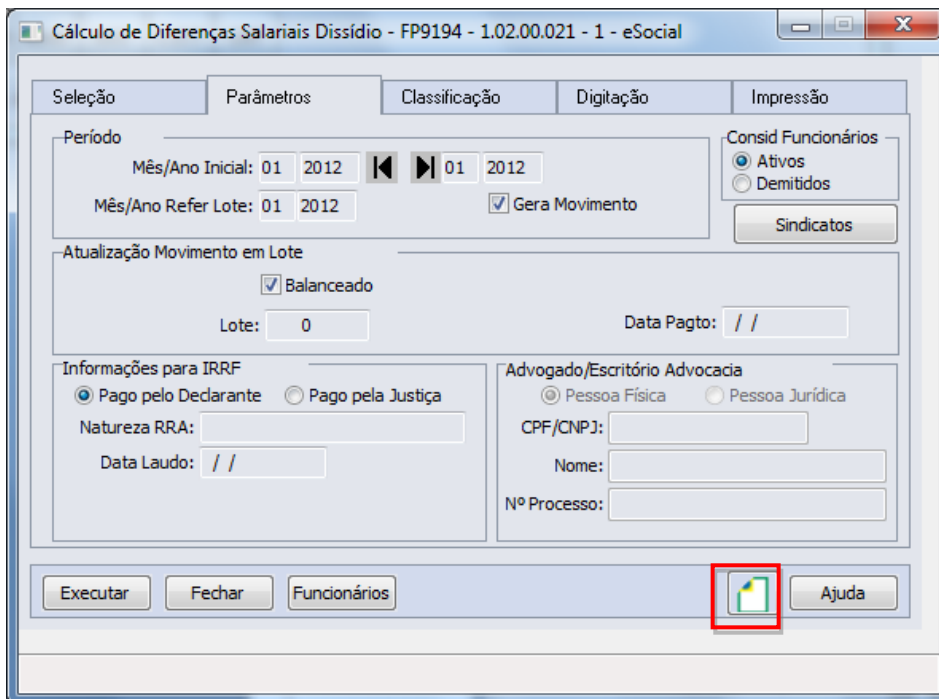 Cálculo de Diferenças Salariais Dissídio - FP9194 - 1.02.00.021 - 1 - eSocial
Seleção Parâmetros Classificação Digitação Impressão
Período
Mês/Ano Inicial: 01 2012 01 2012
Mês/Ano Refer Lote: 01 2012 Gera Movimento
Consid Funcionários
Ativos
Demitidos
Sindicatos
Atualização Movimento em Lote
Balanceado
Lote: 0 Data Pagto: / /
Informações para IRRF
Pago pelo Declarante Pago pela Justiça
Natureza RRA:
Data Laudo: / /
Advogado/Escritório Advocacia
Pessoa Física Pessoa Jurídica
CPF/CNPJ:
Nome:
Nº Processo:
Executar Fechar Funcionários Ajuda